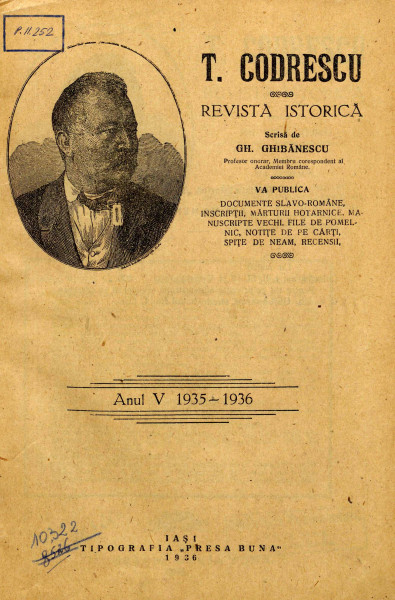 P.II.252
T. CODRESCU
REVISTA ISTORICĂ
Scrisă de
GH. GHIBĂNESCU
Profesor onorar, Membru corespondent al
Academiei Române.
VA PUBLICA
DOCUMENTE SLAVO-ROMÂNE,
INSCRIPȚII, MĂRTURII HOTARNICE, MA-
NUSCRIPTE VECHI, FILE DE POMEL-
NIC, NOTIȚE DE PE CĂRȚI,
SPIȚE DE NEAM, RECENSII,
Anul V 1935—1936
10322
IAȘI
TIPOGRAFIA „PRESA BUNA"
1936